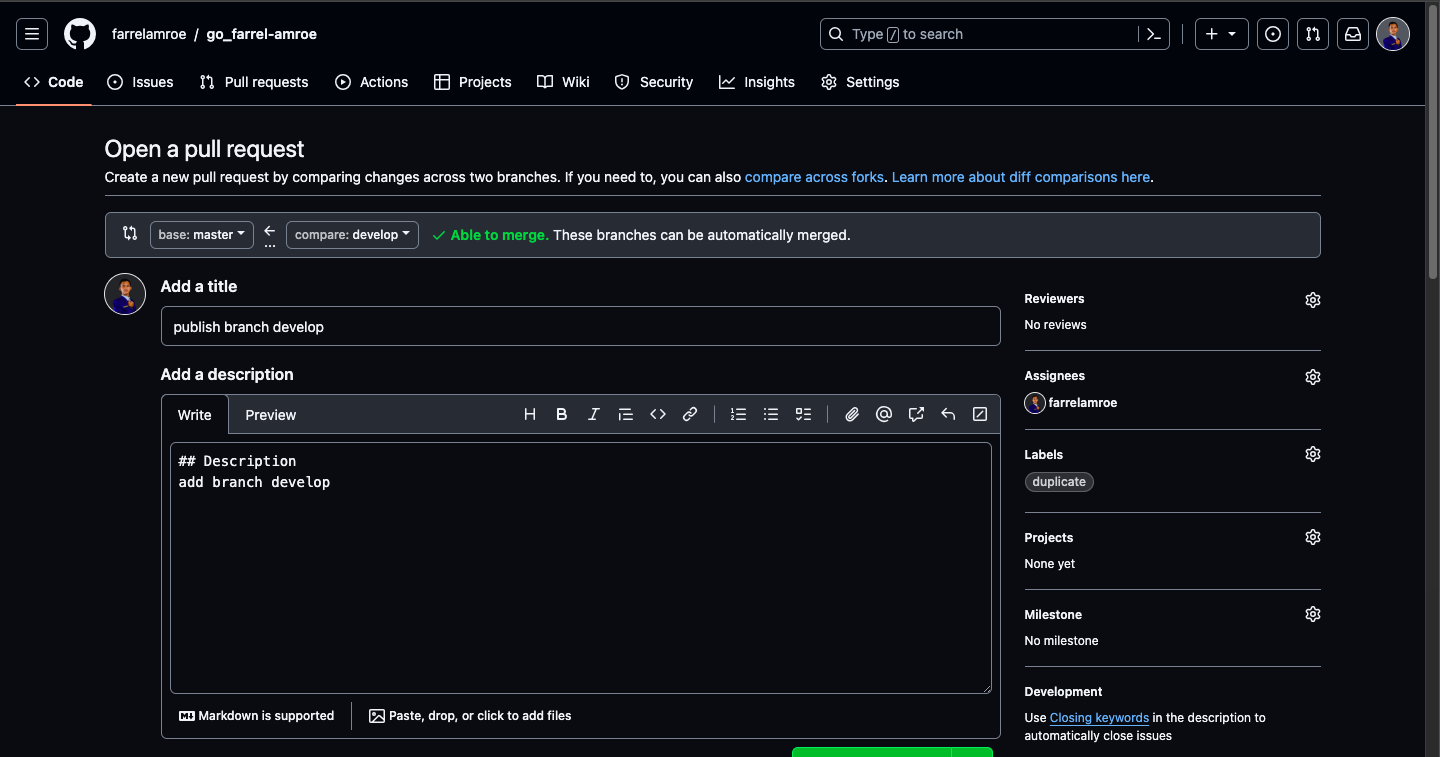 farrelamroe / go_farrel-amroe
Type / to search
Code Issues Pull requests Actions Projects Wiki Security Insights Settings
Open a pull request
Create a new pull request by comparing changes across two branches. If you need to, you can also compare across forks. Learn more about diff comparisons here.
base: master compare: develop Able to merge. These branches can be automatically merged.
Add a title
publish branch develop
Add a description
Write Preview
## Description
add branch develop
Markdown is supported
Paste, drop, or click to add files
Reviewers
No reviews
Assignees
farrelamroe
Labels
duplicate
Projects
None yet
Milestone
No milestone
Development
Use Closing keywords in the description to
automatically close issues